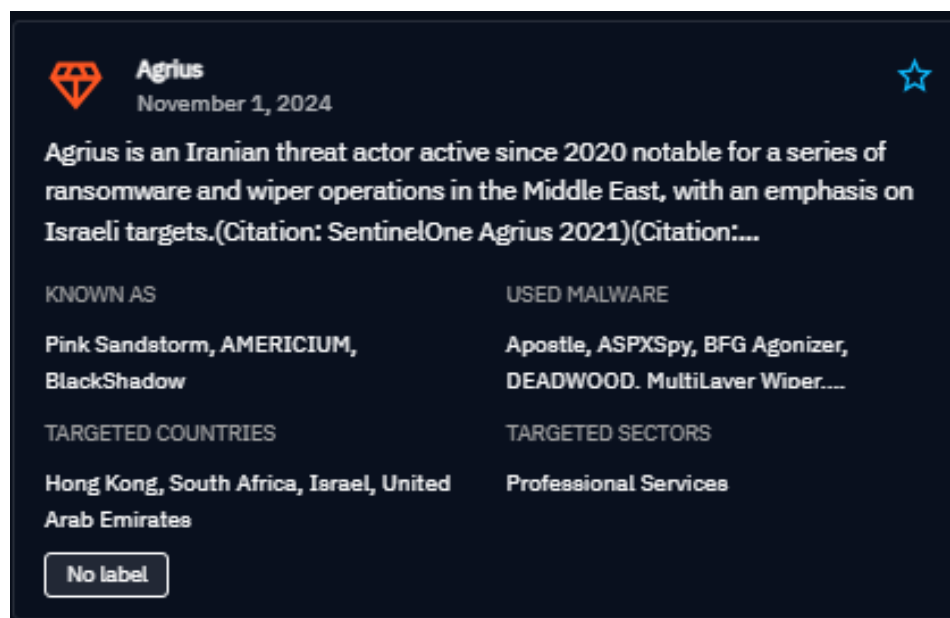 Agrius
November 1, 2024
Agrius is an Iranian threat actor active since 2020 notable for a series of
ransomware and wiper operations in the Middle East, with an emphasis on
Israeli targets.(Citation: SentinelOne Agrius 2021)(Citation:...
KNOWN AS
Pink Sandstorm, AMERICIUM,
BlackShadow
USED MALWARE
Apostle, ASPXSpy, BFG Agonizer,
DEADWOOD, MultiLayer Wiper,...
TARGETED COUNTRIES
Hong Kong, South Africa, Israel, United
Arab Emirates
TARGETED SECTORS
Professional Services
No label